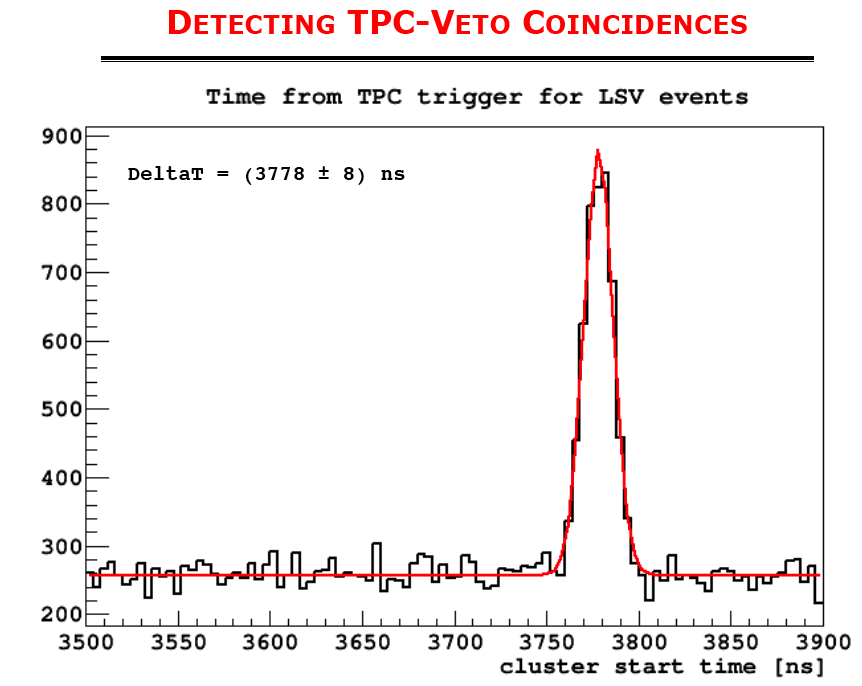 DETECTING TPC-VETO COINCIDENCES
Time from TPC trigger for LSV events
DeltaT = (3778 ± 8) ns
900
800
700
600
500
400
300
200
3500 3550 3600 3650 3700 3750 3800 3850 3900
cluster start time [ns]